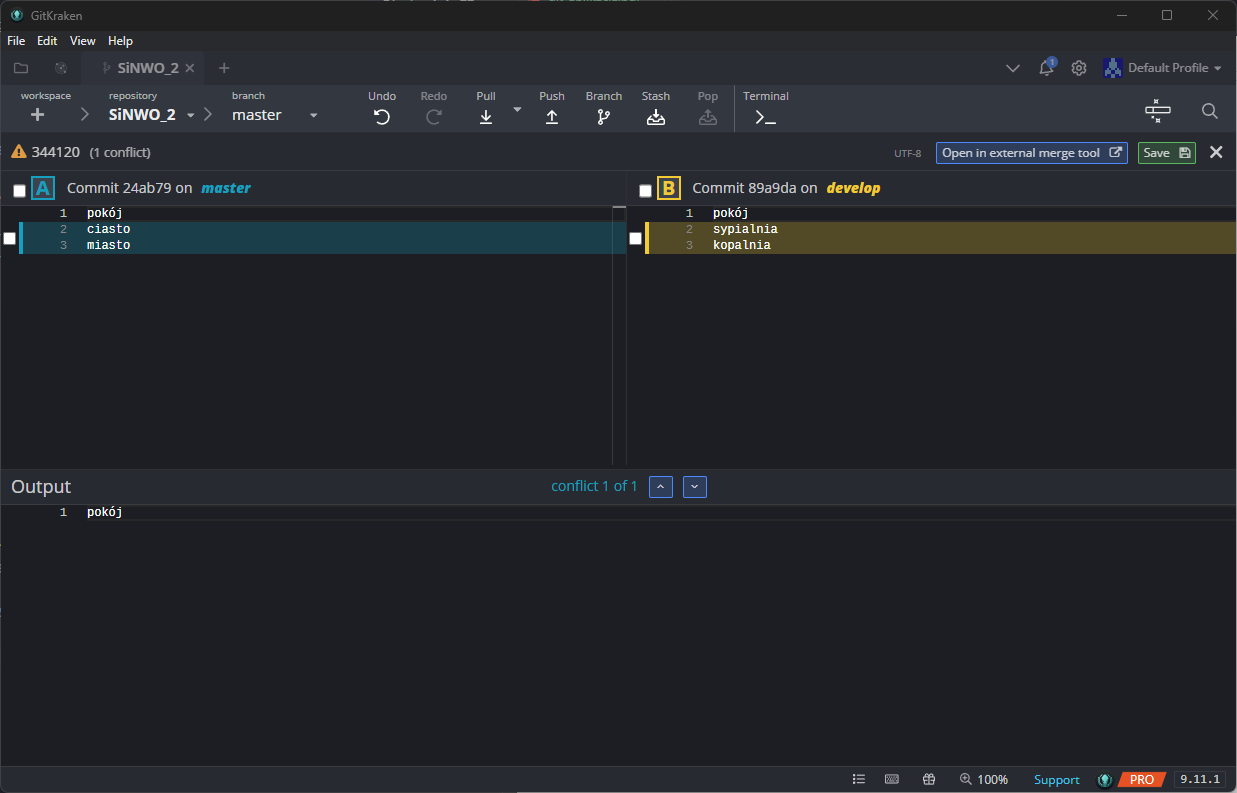 GitKraken
File Edit View Help
SiNWO_2
1
Default Profile
workspace
repository
SiNWO_2
branch
master
Undo Redo Pull Push Branch Stash Pop Terminal
344120 (1 conflict)
UTF-8
Open in external merge tool
Save
A Commit 24ab79 on master
1 pokój
2 ciasto
3 miasto
B Commit 89a9da on develop
1 pokój
2 sypialnia
3 kopalnia
Output
conflict 1 of 1
1 pokój
100% Support PRO 9.11.1